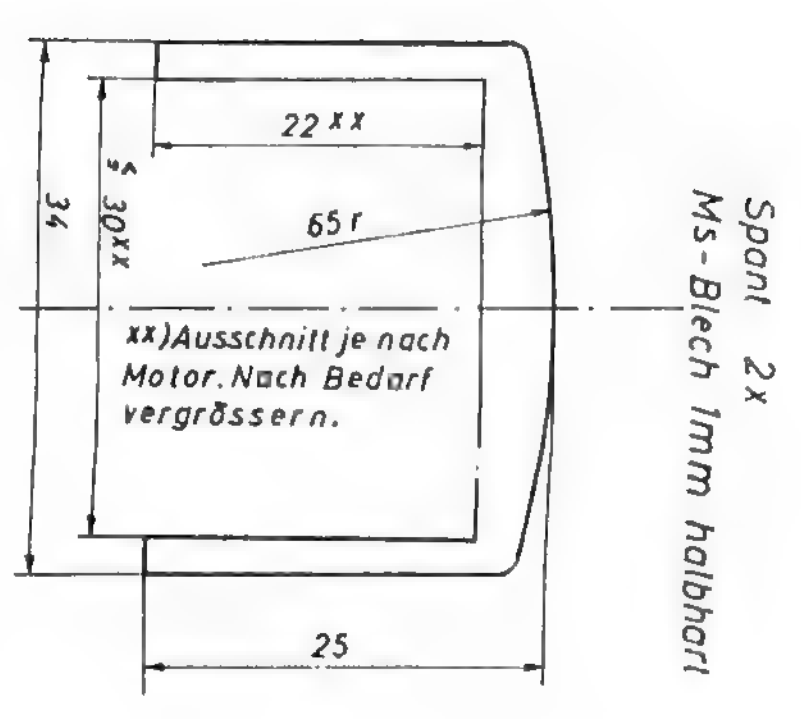 22 xx
≤ 30xx
34
65 r
xx) Ausschnitt je nach
Motor. Nach Bedarf
vergrössern.
25
Spant 2x
Ms-Blech 1mm halbhart